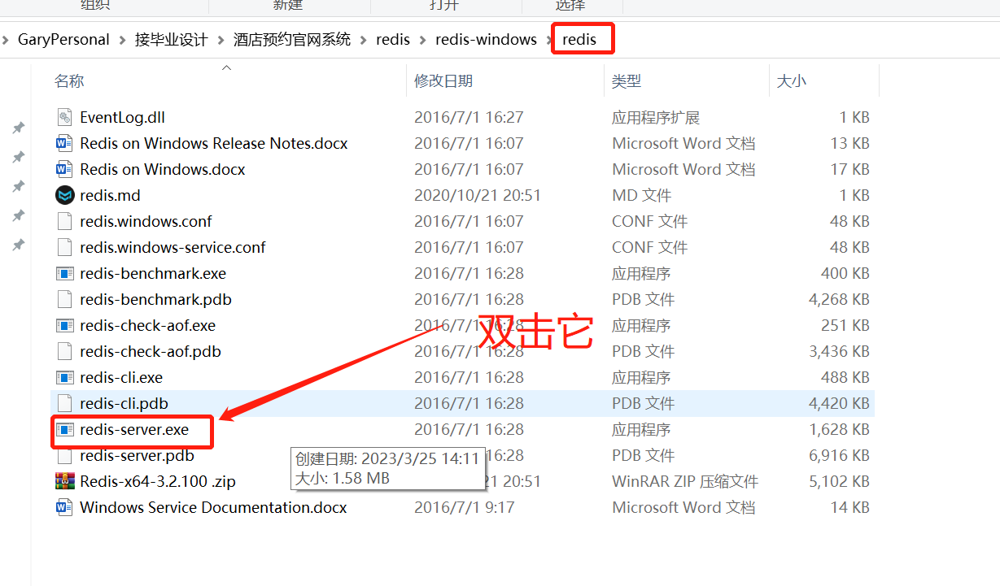 组织 新建 打开 选择
GaryPersonal 接毕业设计 酒店预约官网系统 redis redis-windows redis
名称 修改日期 类型 大小
EventLog.dll 2016/7/1 16:27 应用程序扩展 1 KB
Redis on Windows Release Notes.docx 2016/7/1 16:07 Microsoft Word 文档 13 KB
Redis on Windows.docx 2016/7/1 16:07 Microsoft Word 文档 17 KB
redis.md 2020/10/21 20:51 MD 文件 1 KB
redis.windows.conf 2016/7/1 16:07 CONF 文件 48 KB
redis.windows-service.conf 2016/7/1 16:07 CONF 文件 48 KB
redis-benchmark.exe 2016/7/1 16:28 应用程序 400 KB
redis-benchmark.pdb 2016/7/1 16:28 PDB 文件 4,268 KB
redis-check-aof.exe 2016/7/1 16:28 应用程序 251 KB
双击它
redis-check-aof.pdb 2016/7/1 16:28 PDB 文件 3,436 KB
redis-cli.exe 2016/7/1 16:28 应用程序 488 KB
redis-cli.pdb 2016/7/1 16:28 PDB 文件 4,420 KB
redis-server.exe 2016/7/1 16:28 应用程序 1,628 KB
redis-server.pdb 16:28 PDB 文件 6,916 KB
创建日期: 2023/3/25 14:11
大小: 1.58 MB
Redis-x64-3.2.100 .zip 20:51 WinRAR ZIP 压缩文件 5,102 KB
Windows Service Documentation.docx 2016/7/1 9:17 Microsoft Word 文档 14 KB